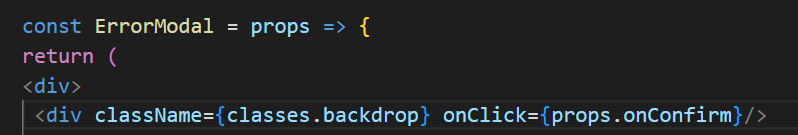 const ErrorModal = props => {
return (
<div>
<div className={classes.backdrop} onClick={props.onConfirm}/>